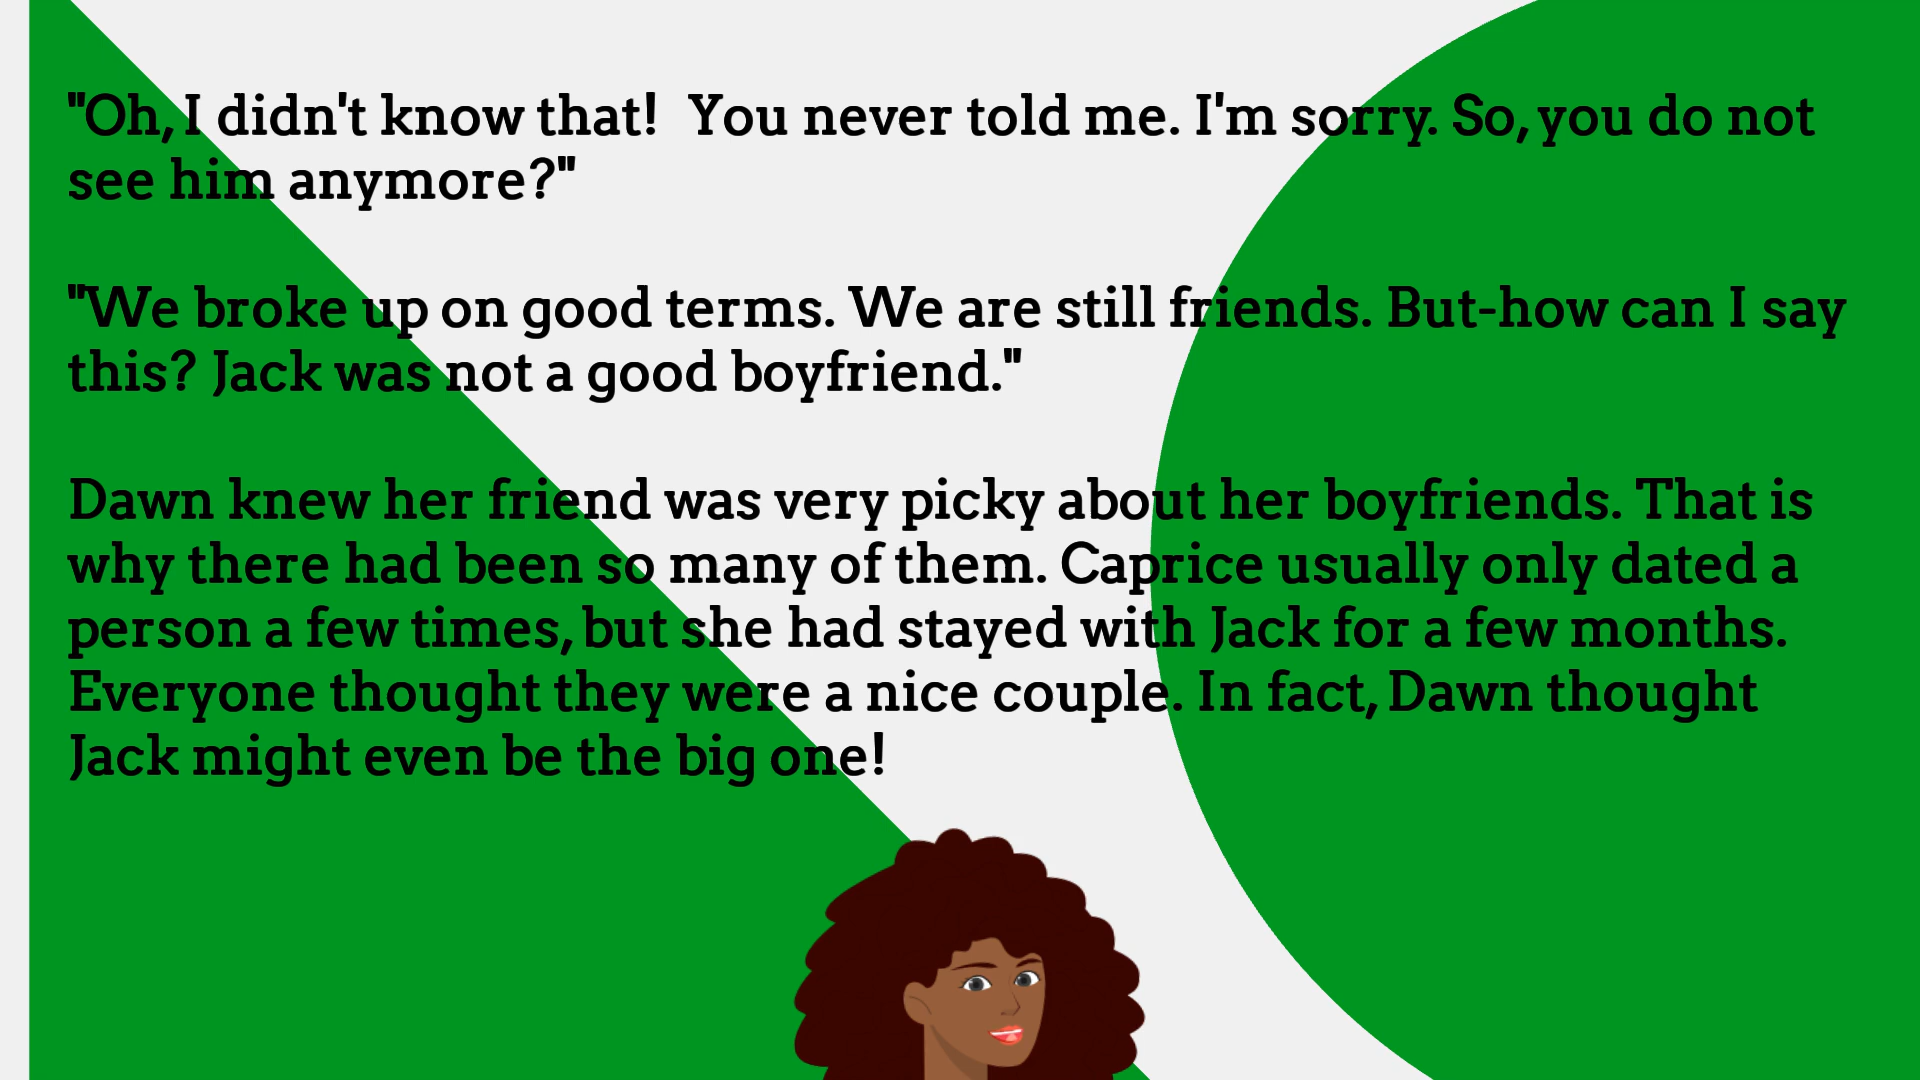 "Oh, I didn't know that!  You never told me. I'm sorry. So, you do not
see him anymore?"
"We broke up on good terms. We are still friends. But-how can I say
this? Jack was not a good boyfriend."
Dawn knew her friend was very picky about her boyfriends. That is
why there had been so many of them. Caprice usually only dated a
person a few times, but she had stayed with Jack for a few months.
Everyone thought they were a nice couple. In fact, Dawn thought
Jack might even be the big one!